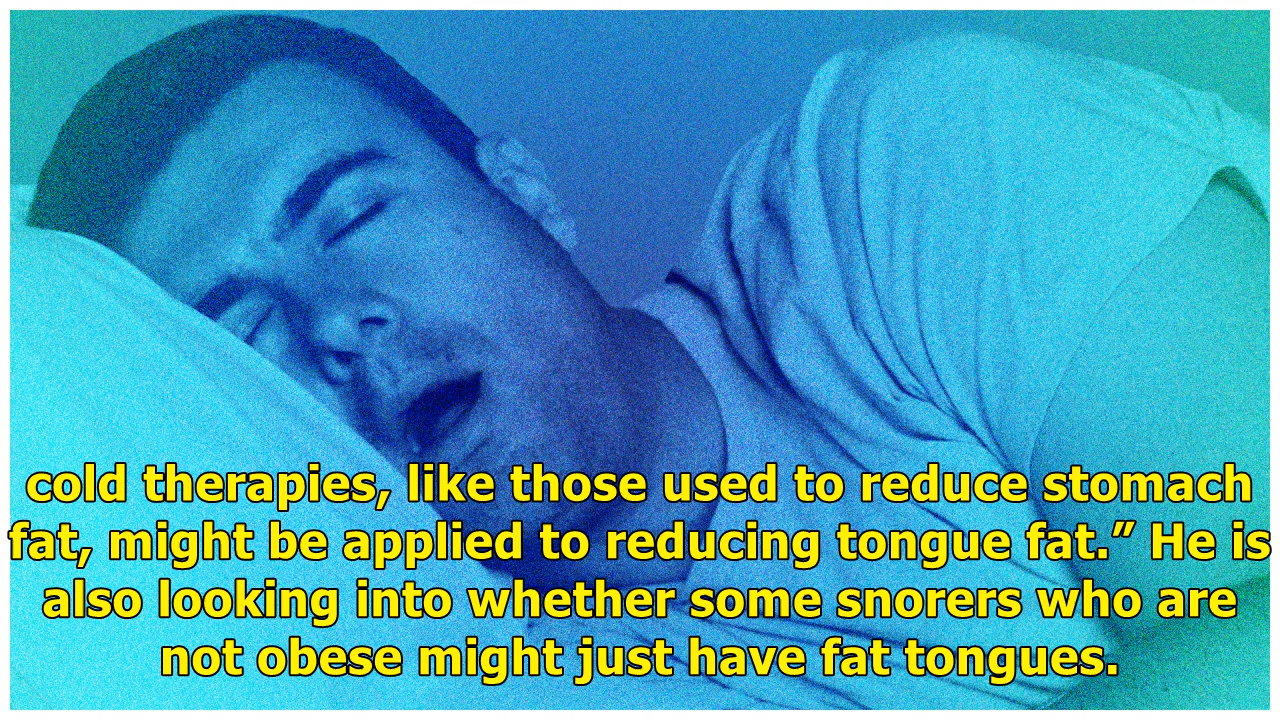 cold therapies, like those used to reduce stomach
fat, might be applied to reducing tongue fat.” He is
also looking into whether some snorers who are
not obese might just have fat tongues.